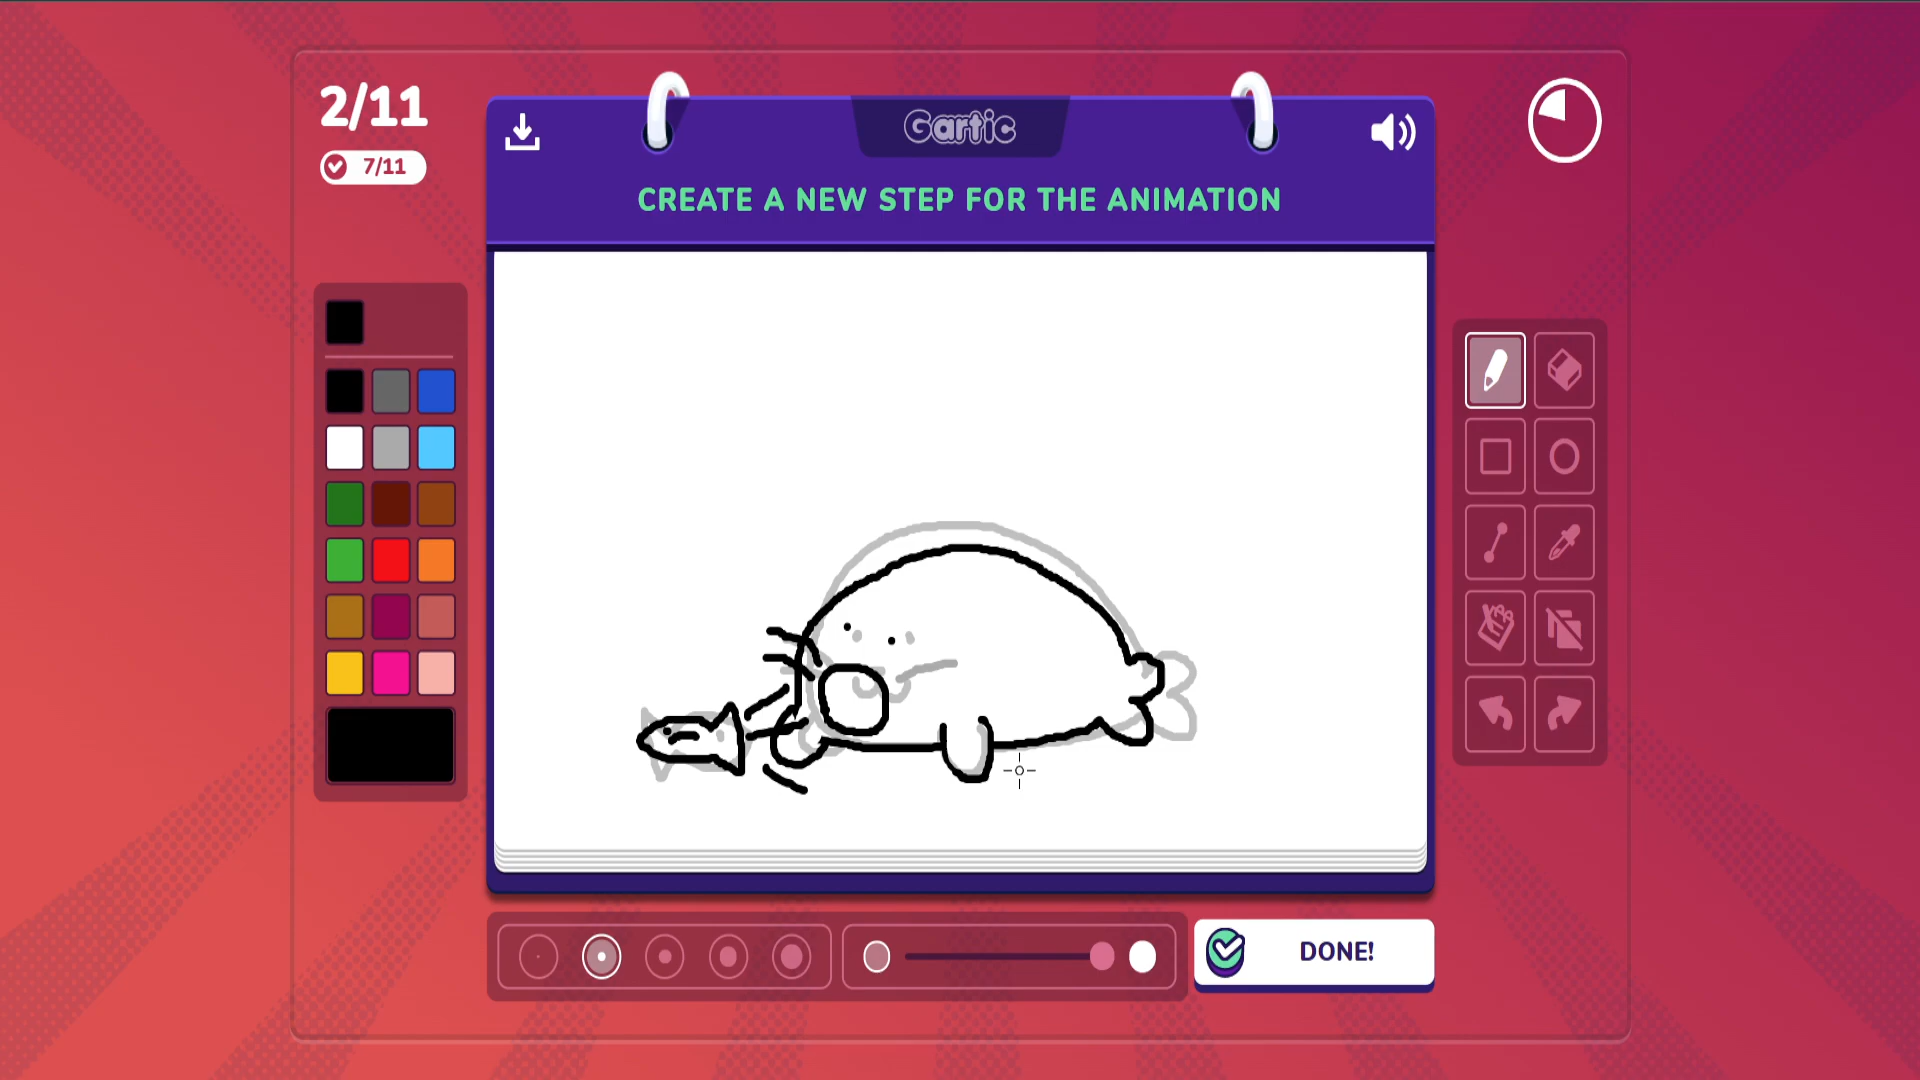 2/11
7/11
Gartic
CREATE A NEW STEP FOR THE ANIMATION
DONE!